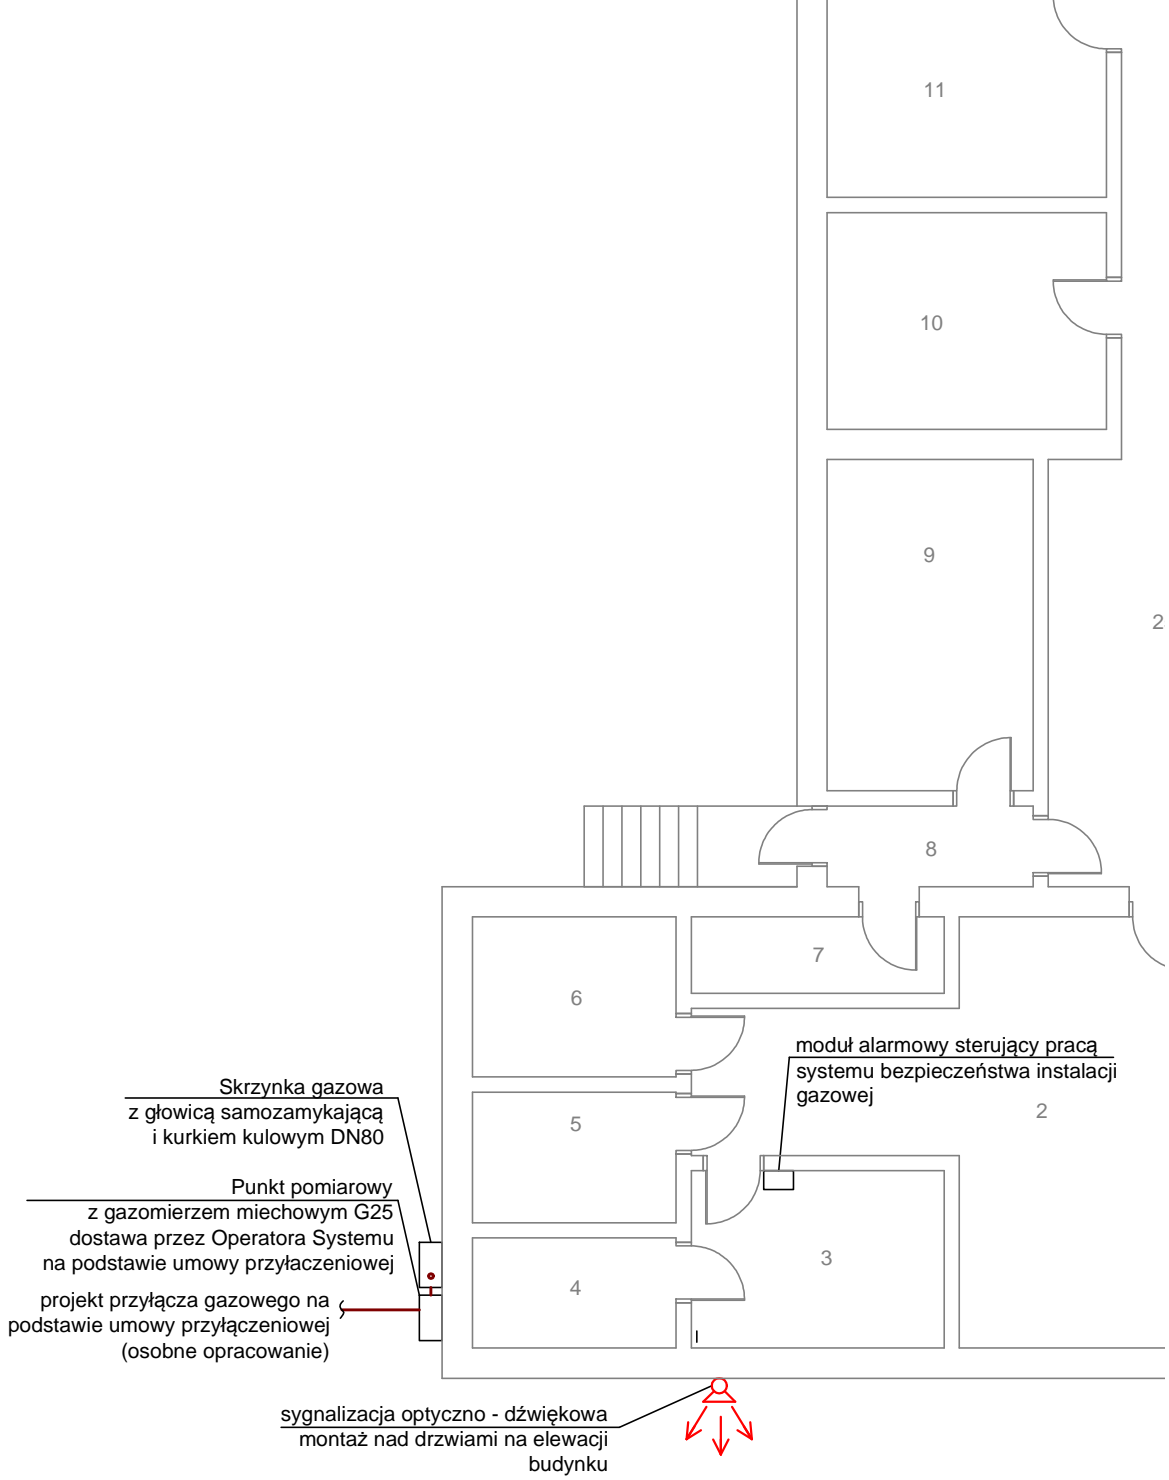 11
10
9
2
8
7
6
moduł alarmowy sterujący pracą
systemu bezpieczeństwa instalacji
gazowej
2
Skrzynka gazowa
z głowicą samozamykającą
i kurkiem kulowym DN80
5
Punkt pomiarowy
z gazomierzem miechowym G25
dostawa przez Operatora Systemu
na podstawie umowy przyłaczeniowej
3
4
projekt przyłącza gazowego na
podstawie umowy przyłączeniowej
(osobne opracowanie)
sygnalizacja optyczno - dźwiękowa
montaż nad drzwiami na elewacji
budynku